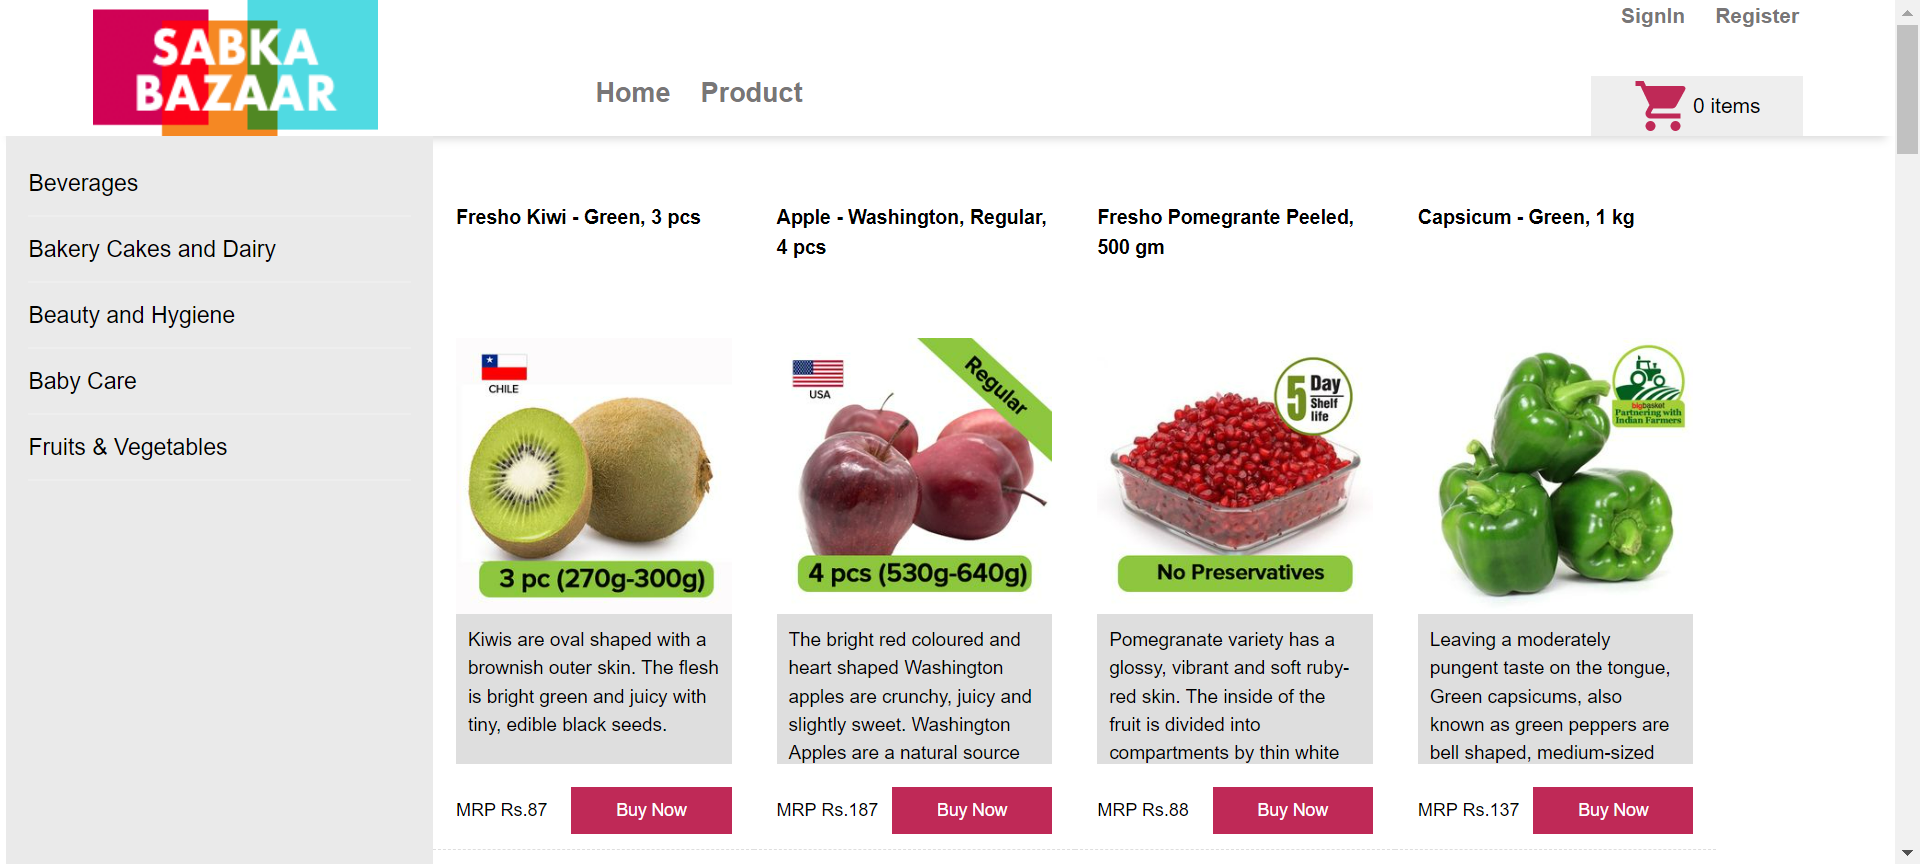 SABKA
BAZAAR
SignIn
Register
Home
Product
0 items
Beverages
Bakery Cakes and Dairy
Beauty and Hygiene
Baby Care
Fruits & Vegetables
Fresho Kiwi - Green, 3 pcs
CHILE
3 pc (270g-300g)
Kiwis are oval shaped with a
brownish outer skin. The flesh
is bright green and juicy with
tiny, edible black seeds.
MRP Rs.87
Buy Now
Apple - Washington, Regular,
4 pcs
USA
Regular
4 pcs (530g-640g)
The bright red coloured and
heart shaped Washington
apples are crunchy, juicy and
slightly sweet. Washington
Apples are a natural source
MRP Rs.187
Buy Now
Fresho Pomegrante Peeled,
500 gm
5 Day
Shelf
life
No Preservatives
Pomegranate variety has a
glossy, vibrant and soft ruby-
red skin. The inside of the
fruit is divided into
compartments by thin white
MRP Rs.88
Buy Now
Capsicum - Green, 1 kg
bigbasket
Partnering with
Indian Farmers
Leaving a moderately
pungent taste on the tongue,
Green capsicums, also
known as green peppers are
bell shaped, medium-sized
MRP Rs.137
Buy Now